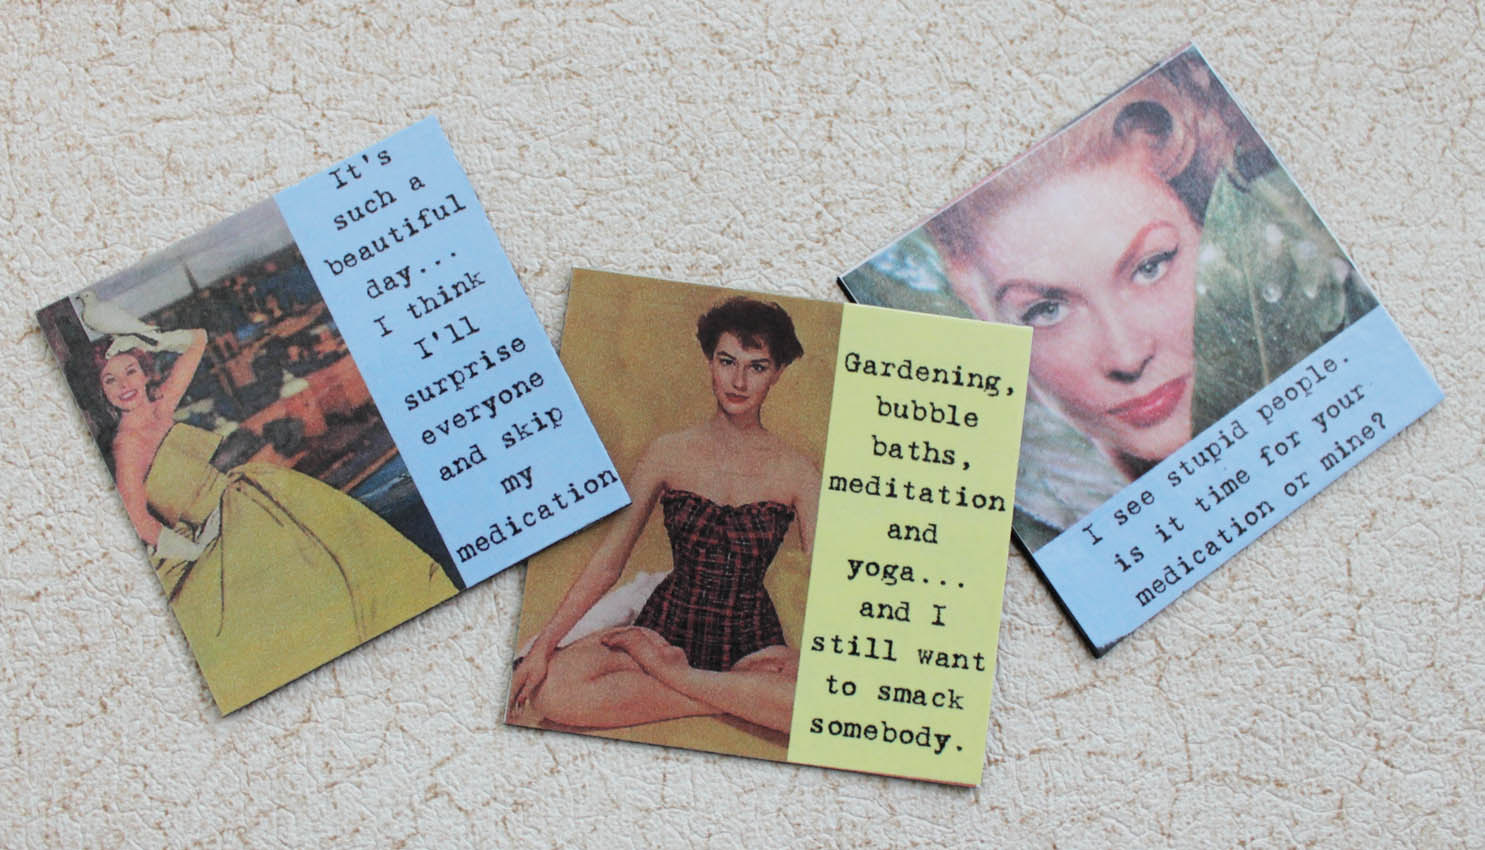 It's
such a
beautiful
day...
I think
I'll
surprise
everyone
and skip
my
medication
Gardening,
bubble
baths,
meditation
and
yoga...
and I
still want
to smack
somebody.
I see stupid people.
is it time for your
medication or mine?